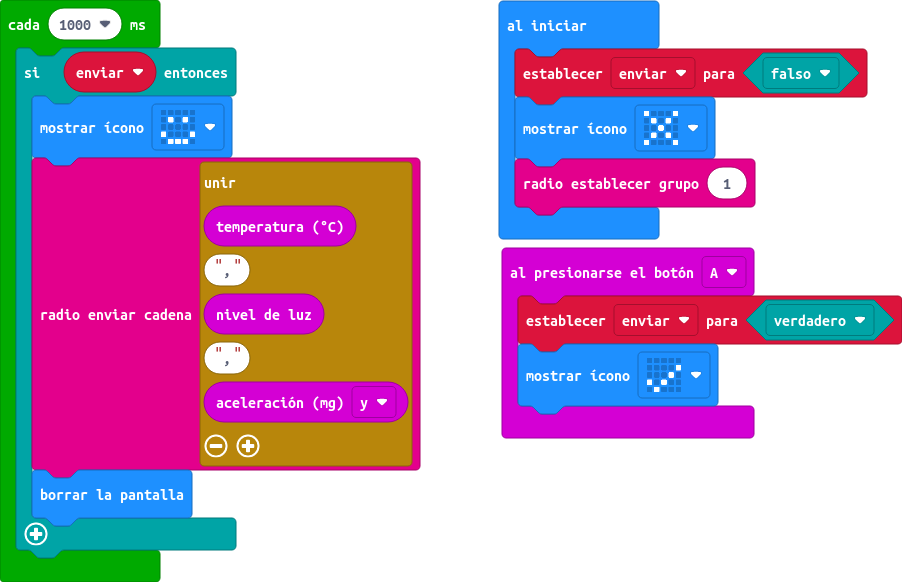 cada 1000 ms
si enviar entonces
mostrar ícono
radio enviar cadena
unir
temperatura (°C)
","
nivel de luz
","
aceleración (mg) y
borrar la pantalla
al iniciar
establecer enviar para falso
mostrar ícono
radio establecer grupo 1
al presionarse el botón A
establecer enviar para verdadero
mostrar ícono